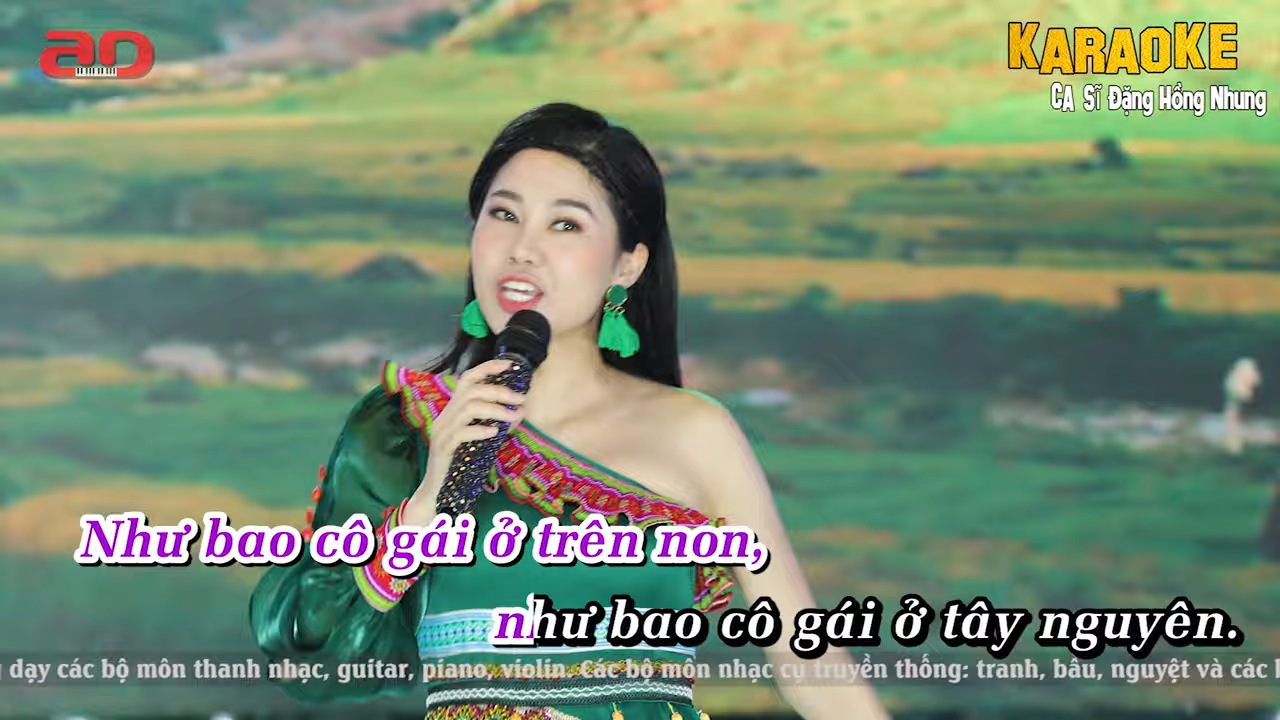 an
KARAOKE
CA Sĩ Đặng Hồng Nhung
Như bao cô gái ở trên non,
như bao cô gái ở tây nguyên.
dạy các bộ môn thanh nhạc, guitar, piano, violin. Các bộ môn nhạc cụ truyền thống: tranh, bầu, nguyệt và các